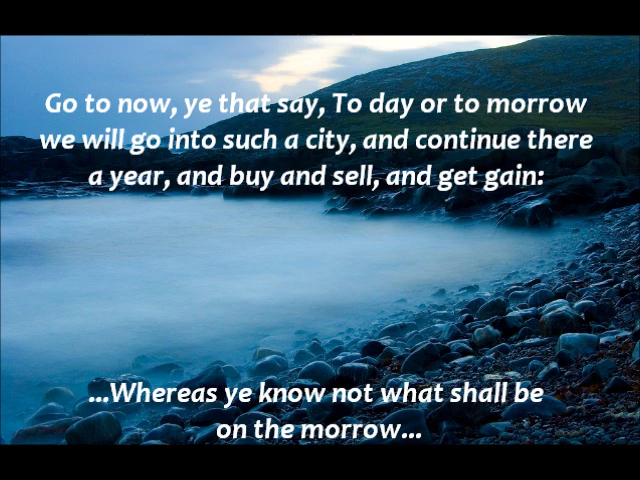 Go to now, ye that say, To day or to morrow
we will go into such a city, and continue there
a year, and buy and sell, and get gain:
...Whereas ye know not what shall be
on the morrow...